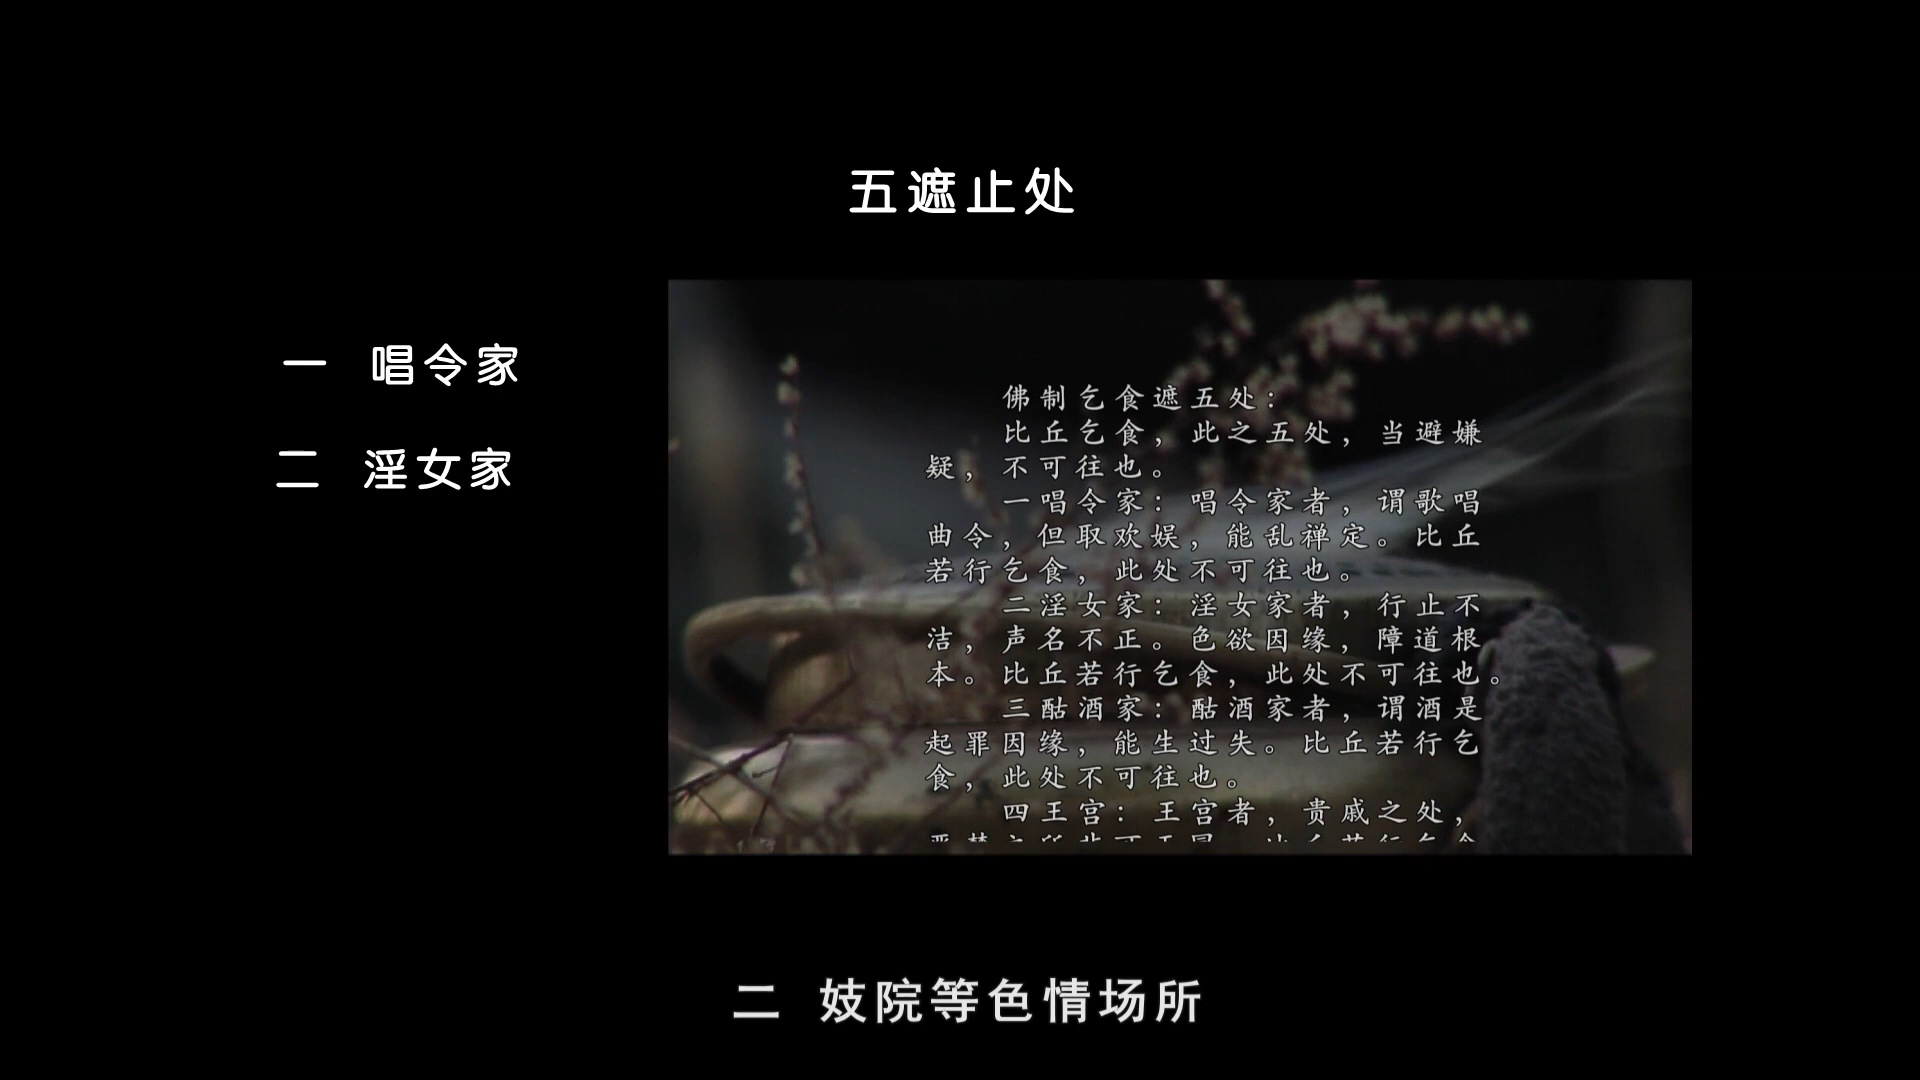 五遮止处
一 唱令家
二 淫女家
佛制乞食遮五处：
比丘乞食，此之五处，当避嫌
疑，不可往也。
一唱令家：唱令家者，谓歌唱
曲令，但取欢娱，能乱禅定。比丘
若行乞食，此处不可往也。
二淫女家：淫女家者，行止不
洁，声名不正。色欲因缘，障道根
本。比丘若行乞食，此处不可往也。
三酤酒家：酤酒家者，谓酒是
起罪因缘，能生过失。比丘若行乞
食，此处不可往也。
四王宫：王宫者，贵戚之处，
二 妓院等色情场所